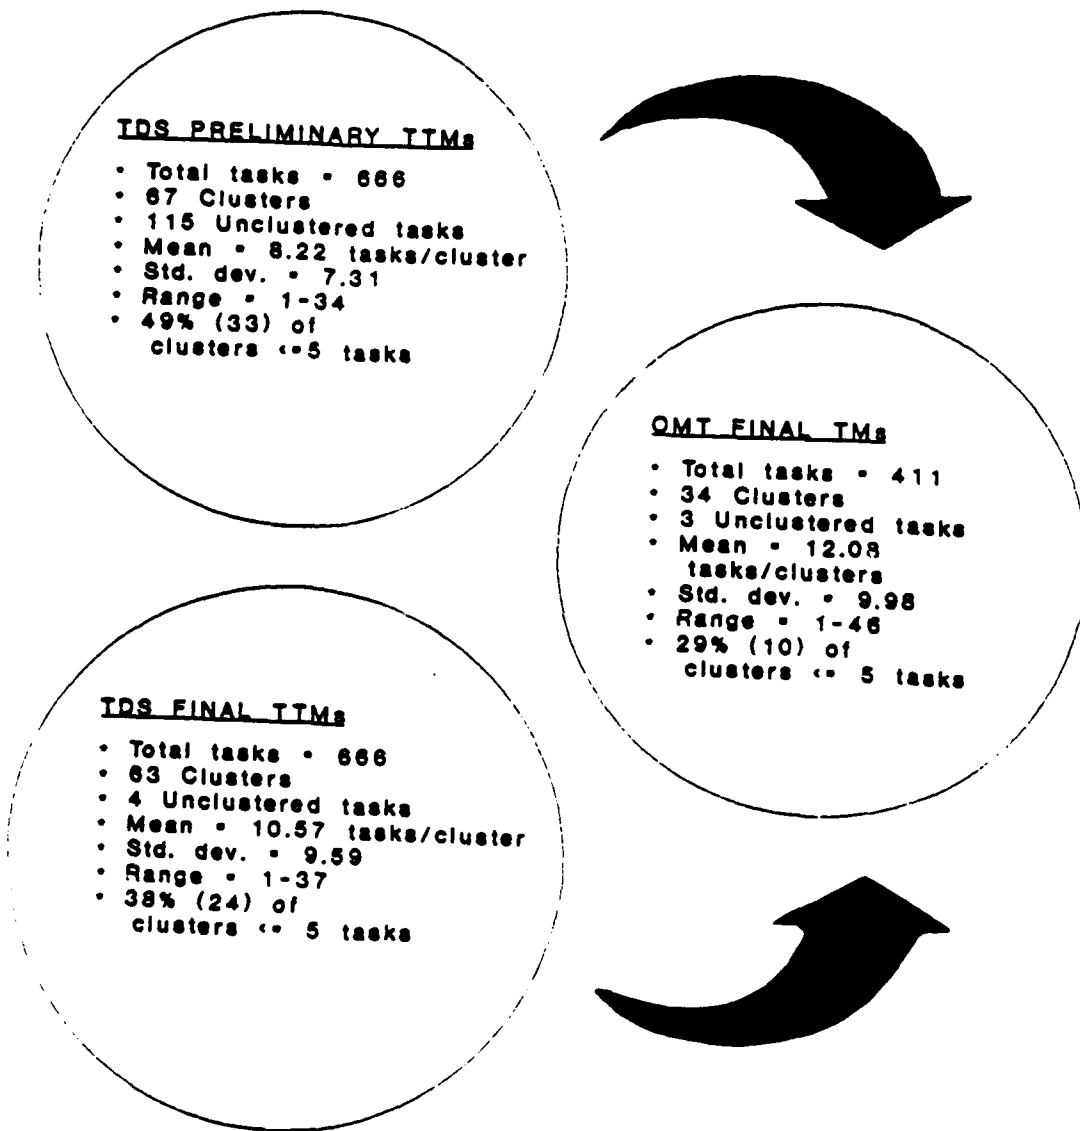 TDS PRELIMINARY TTMs
• Total tasks = 666
• 67 Clusters
• 115 Unclustered tasks
• Mean = 8.22 tasks/cluster
• Std. dev. = 7.31
• Range = 1-34
• 49% (33) of
clusters <=5 tasks
OMT FINAL TMs
• Total tasks = 411
• 34 Clusters
• 3 Unclustered tasks
• Mean = 12.08
tasks/clusters
• Std. dev. = 9.98
• Range = 1-46
• 29% (10) of
clusters <= 5 tasks
TDS FINAL TTMs
• Total tasks = 666
• 63 Clusters
• 4 Unclustered tasks
• Mean = 10.57 tasks/cluster
• Std. dev. = 9.59
• Range = 1-37
• 38% (24) of
clusters <= 5 tasks